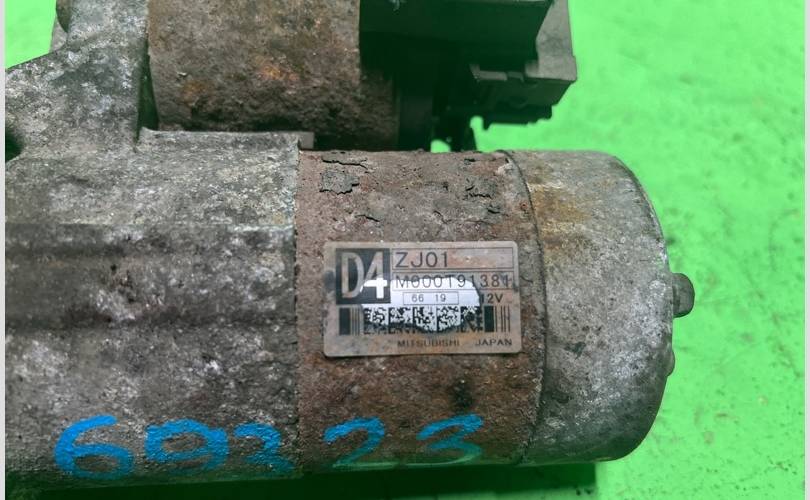 D4
ZJ01
M000T91381
66 19 12V
MITSUBISHI JAPAN
69323